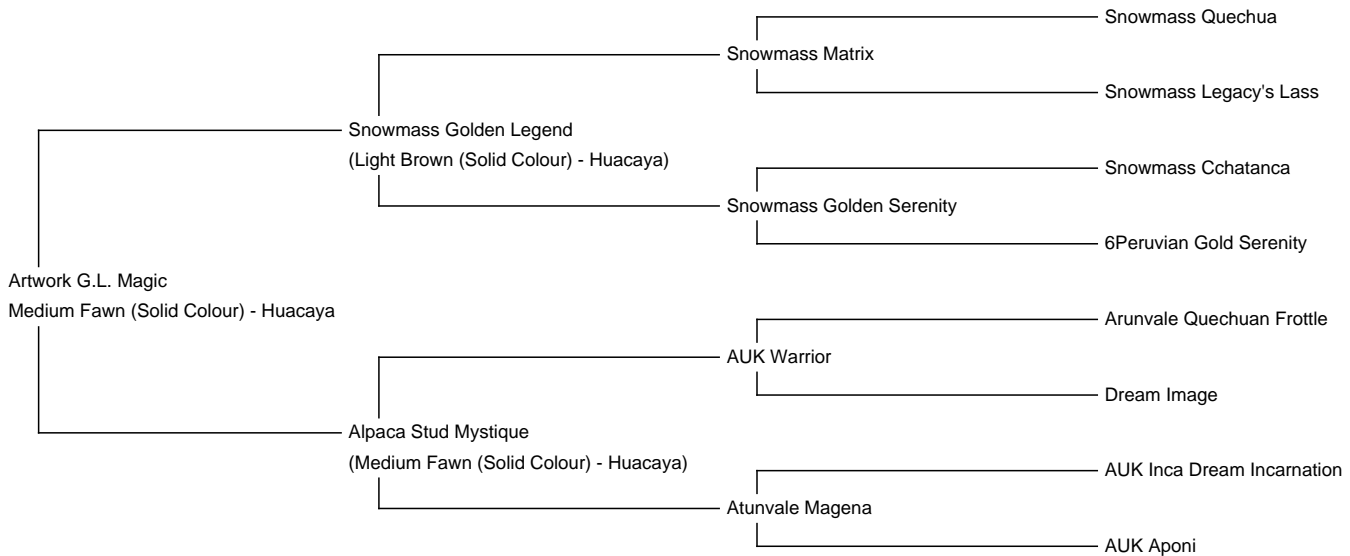 Snowmass Quechua
Snowmass Matrix
Snowmass Legacy's Lass
Snowmass Golden Legend
(Light Brown (Solid Colour) - Huacaya)
Snowmass Cchatanca
Snowmass Golden Serenity
6Peruvian Gold Serenity
Artwork G.L. Magic
Medium Fawn (Solid Colour) - Huacaya
Arunvale Quechuan Frottle
AUK Warrior
Dream Image
Alpaca Stud Mystique
(Medium Fawn (Solid Colour) - Huacaya)
AUK Inca Dream Incarnation
Atunvale Magena
AUK Aponi